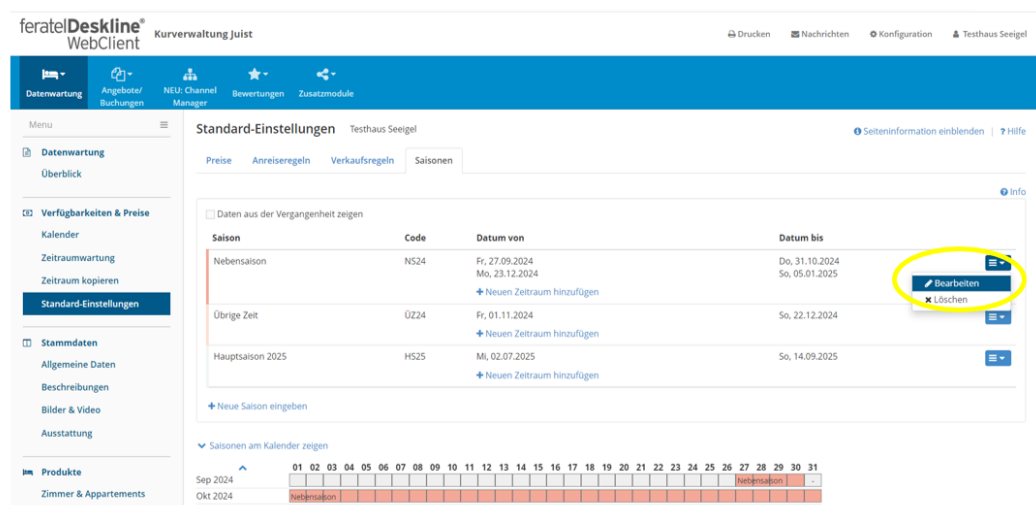 feratel Deskline® Kurverwaltung Juist Drucken Nachrichten Konfiguration Testhaus Seeigel
WebClient
Datenwartung Angebote/ Buchungen NEU: Channel Manager Bewertungen Zusatzmodule
Menu
Datenwartung
Überblick
Verfügbarkeiten & Preise
Kalender
Zeitraumwartung
Zeitraum kopieren
Standard-Einstellungen
Stammdaten
Allgemeine Daten
Beschreibungen
Bilder & Video
Ausstattung
Produkte
Zimmer & Appartements
Standard-Einstellungen Testhaus Seeigel
Seiteninformation einblenden | ? Hilfe
Preise Anreiseregeln Verkaufsregeln Saisonen
Info
Daten aus der Vergangenheit zeigen
Saison Code Datum von Datum bis
Nebensaison NS24 Fr, 27.09.2024 Do, 31.10.2024
Mo, 23.12.2024 So, 05.01.2025
+ Neuen Zeitraum hinzufügen
Bearbeiten
Löschen
Übrige Zeit ÜZ24 Fr, 01.11.2024 So, 22.12.2024
+ Neuen Zeitraum hinzufügen
Hauptsaison 2025 HS25 Mi, 02.07.2025 So, 14.09.2025
+ Neuen Zeitraum hinzufügen
+ Neue Saison eingeben
Saisonen am Kalender zeigen
01 02 03 04 05 06 07 08 09 10 11 12 13 14 15 16 17 18 19 20 21 22 23 24 25 26 27 28 29 30 31
Sep 2024 Nebensaison -
Okt 2024 Nebensaison